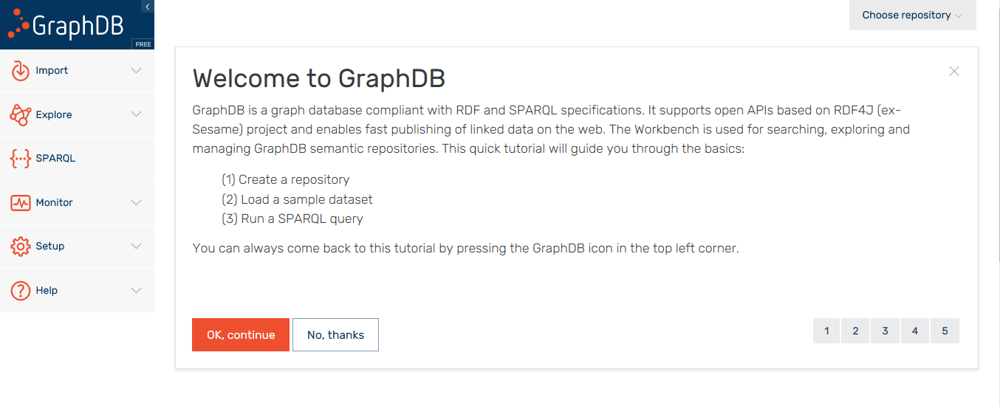 GraphDB
FREE
Import
Explore
SPARQL
Monitor
Setup
Help
Choose repository
Welcome to GraphDB
GraphDB is a graph database compliant with RDF and SPARQL specifications. It supports open APIs based on RDF4J (ex-
Sesame) project and enables fast publishing of linked data on the web. The Workbench is used for searching, exploring and
managing GraphDB semantic repositories. This quick tutorial will guide you through the basics:
(1) Create a repository
(2) Load a sample dataset
(3) Run a SPARQL query
You can always come back to this tutorial by pressing the GraphDB icon in the top left corner.
OK, continue
No, thanks
1 2 3 4 5